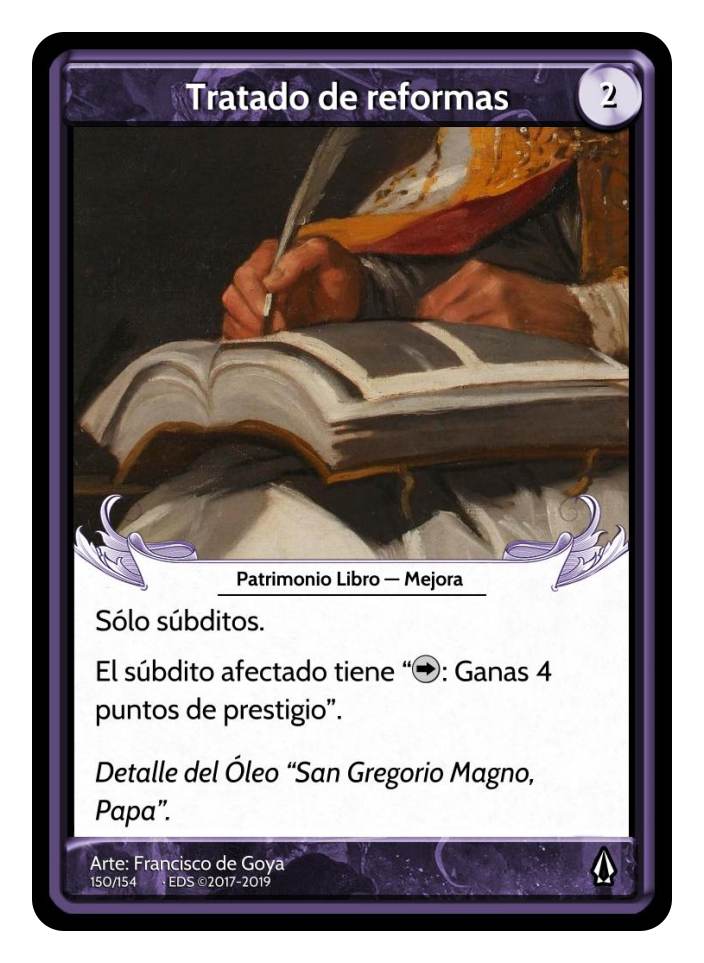 Tratado de reformas
2
Patrimonio Libro — Mejora
Sólo súbditos.
El súbdito afectado tiene “➡: Ganas 4
puntos de prestigio”.
Detalle del Óleo “San Gregorio Magno,
Papa”.
Arte: Francisco de Goya
150/154 · EDS ©2017-2019